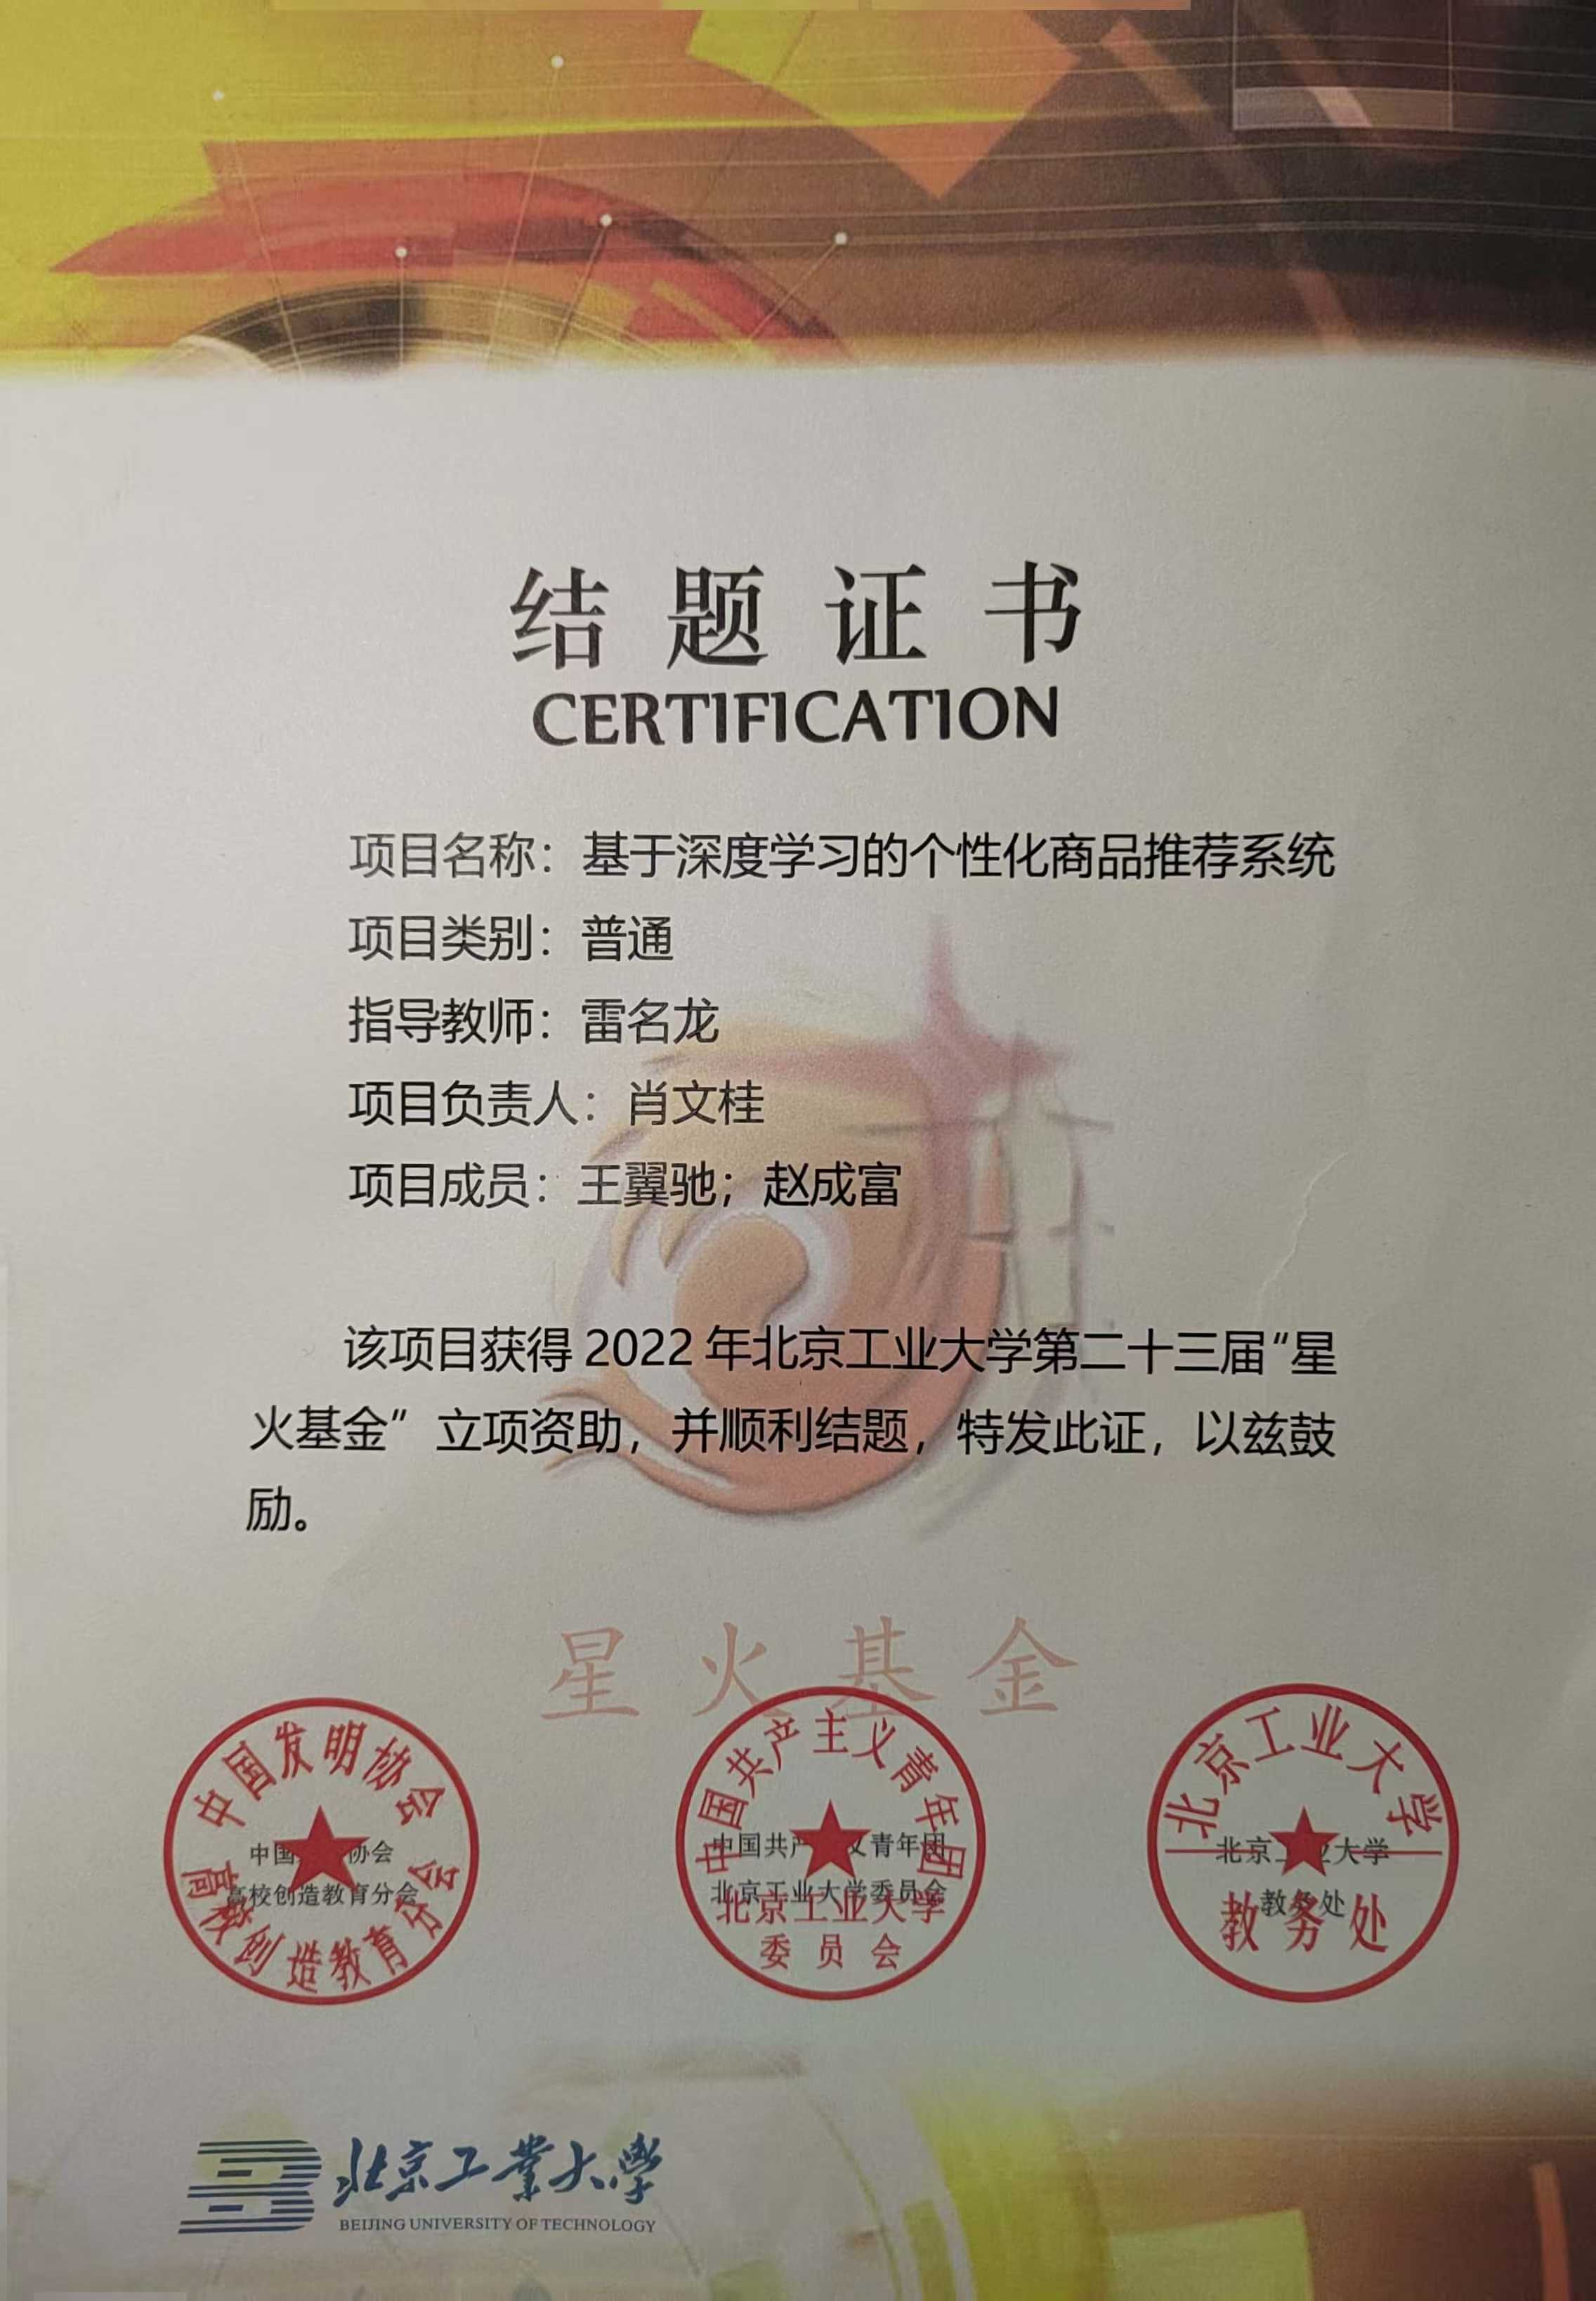 结题证书
CERTIFICATION
项目名称：基于深度学习的个性化商品推荐系统
项目类别：普通
指导教师：雷名龙
项目负责人：肖文桂
项目成员：王翼驰；赵成富
该项目获得 2022 年北京工业大学第二十三届“星
火基金”立项资助，并顺利结题，特发此证，以兹鼓
励。
星火基金
中国发明协会
高校创造教育分会
中国协会
高校创造教育分会
中国共产主义青年团
北京工业大学
委员会
中国共产义青年团
北京工业大学委员会
北京工业大学
教务处
北京工业大学
教务处
北京工業大學
BEIJING UNIVERSITY OF TECHNOLOGY